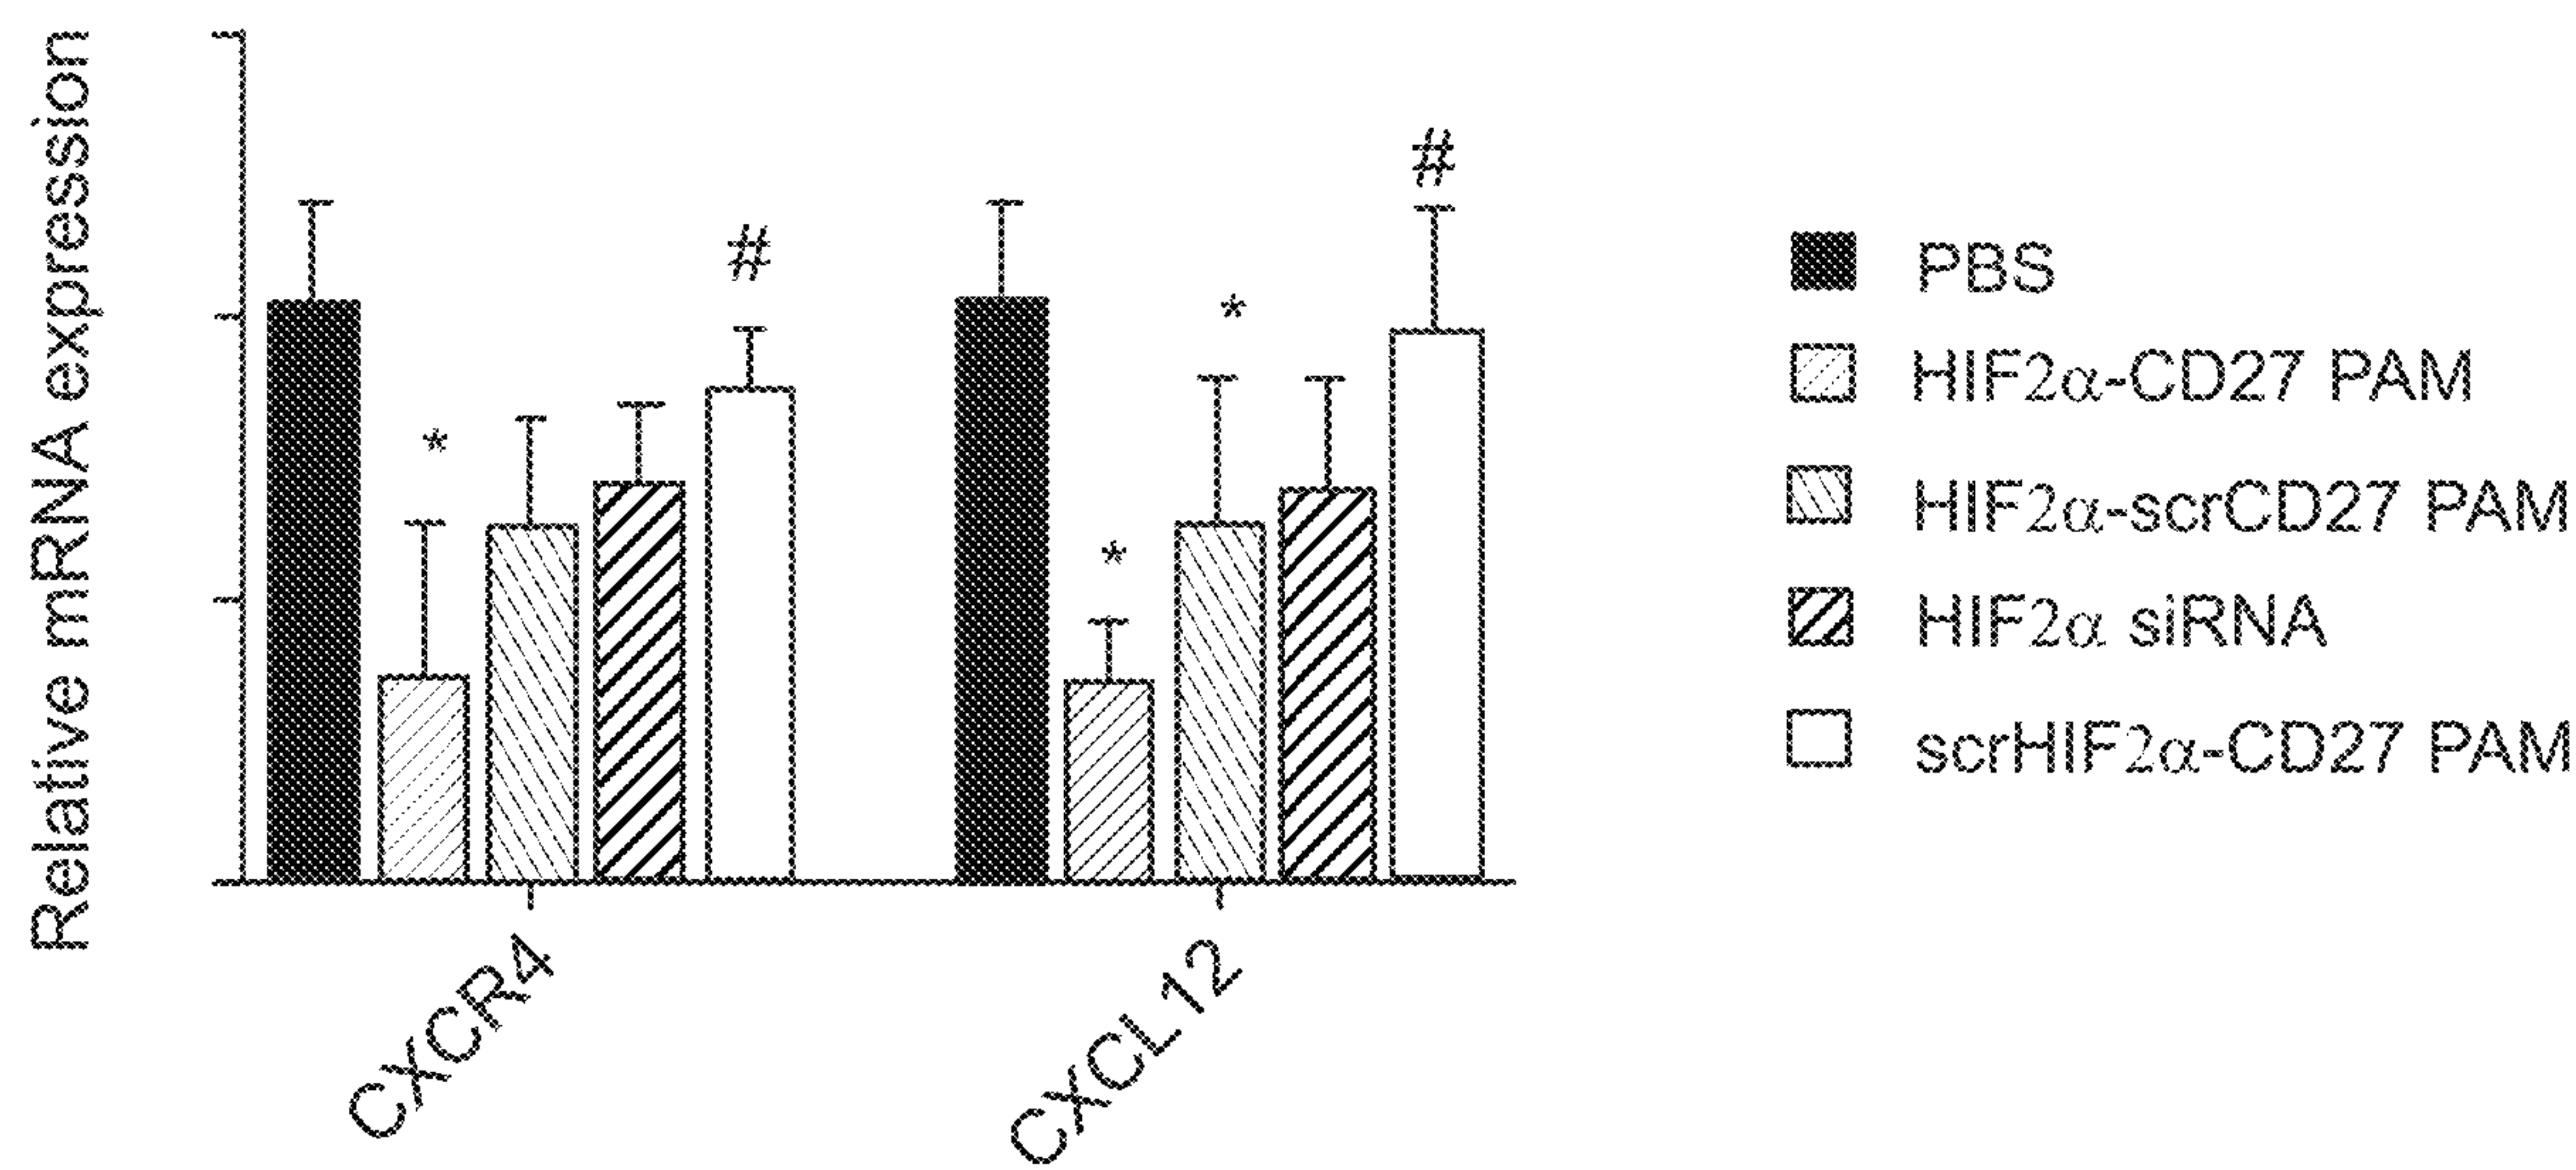 Relative mRNA expression
#
*
#
*
*
CXCR4
CXCL12
PBS
HIF2α-CD27 PAM
HIF2α-scrCD27 PAM
HIF2α siRNA
scrHIF2α-CD27 PAM